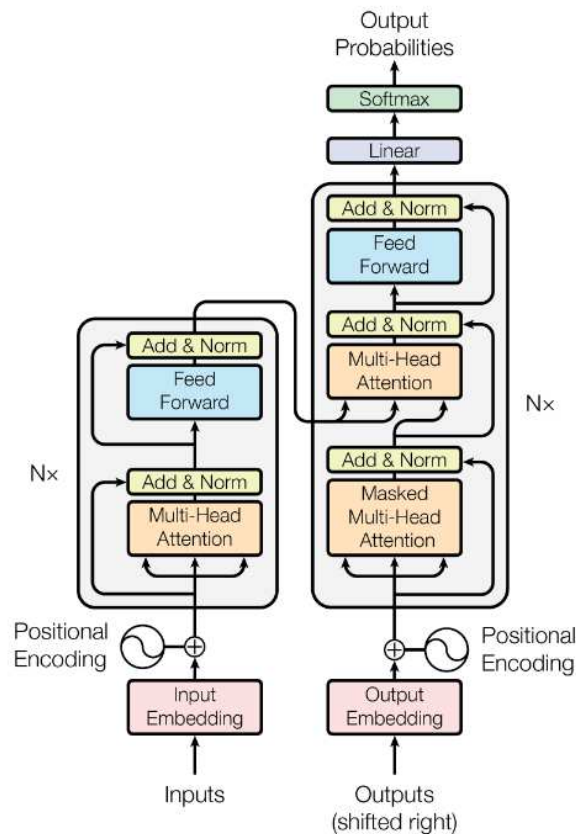 Output
Probabilities
Softmax
Linear
Add & Norm
Feed
Forward
Add & Norm
Multi-Head
Attention
Add & Norm
Masked
Multi-Head
Attention
N×
Add & Norm
Feed
Forward
Add & Norm
Multi-Head
Attention
N×
Positional
Encoding
Positional
Encoding
Input
Embedding
Output
Embedding
Inputs
Outputs
(shifted right)